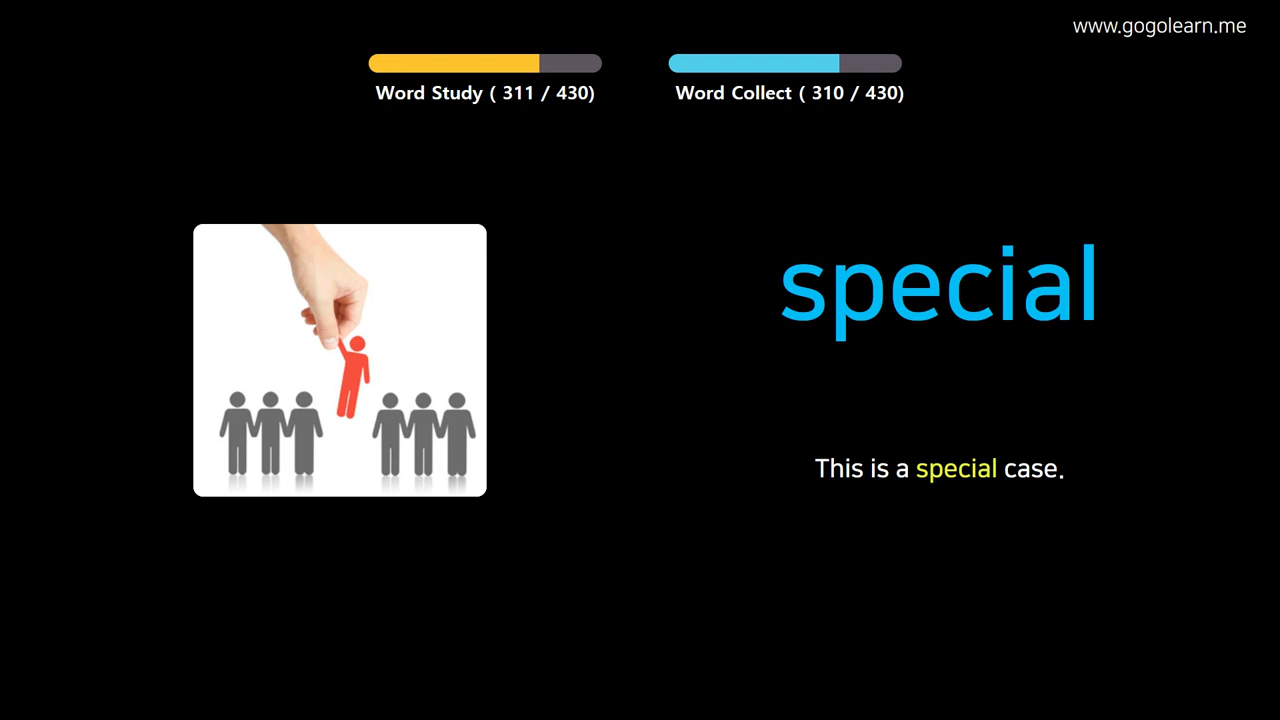 www.gogolearn.me
Word Study ( 311 / 430)
Word Collect ( 310 / 430)
special
This is a special case.